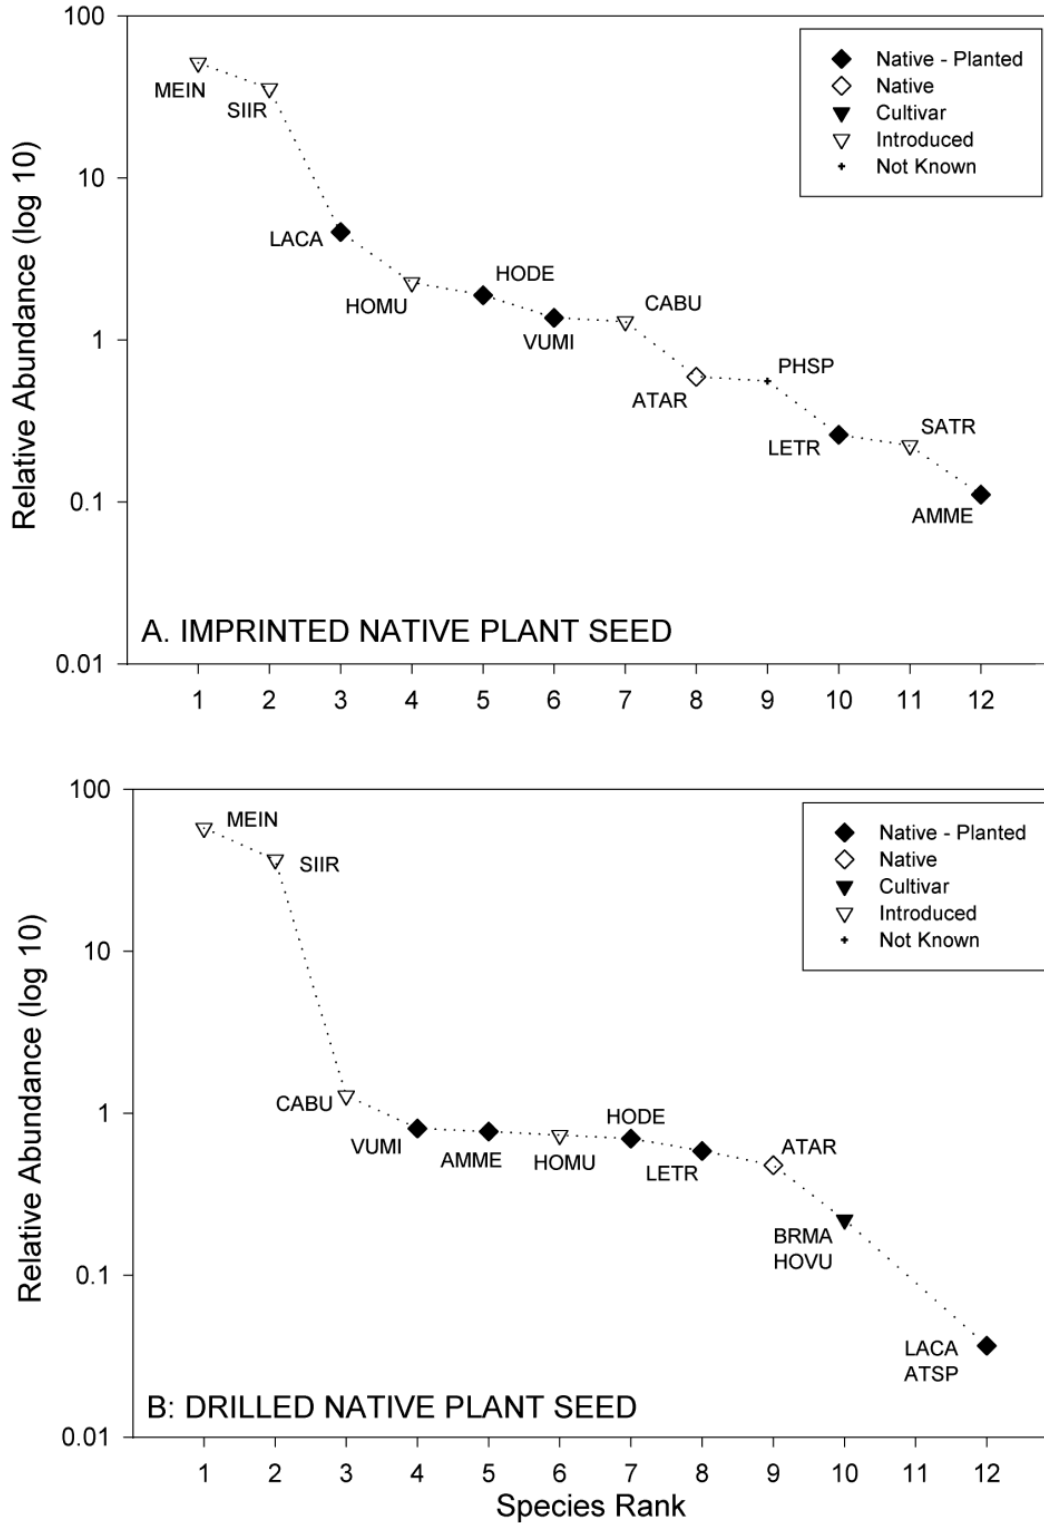 100
10
1
0.1
0.01
Relative Abundance (log 10)
Native - Planted
Native
Cultivar
Introduced
Not Known
MEIN
SIIR
LACA
HOMU
HODE
VUMI
CABU
ATAR
PHSP
LETR
SATR
AMME
A. IMPRINTED NATIVE PLANT SEED
1 2 3 4 5 6 7 8 9 10 11 12
100
10
1
0.1
0.01
Relative Abundance (log 10)
Native - Planted
Native
Cultivar
Introduced
Not Known
MEIN
SIIR
CABU
VUMI
AMME
HOMU
HODE
LETR
ATAR
BRMA
HOVU
LACA
ATSP
B: DRILLED NATIVE PLANT SEED
1 2 3 4 5 6 7 8 9 10 11 12
Species Rank